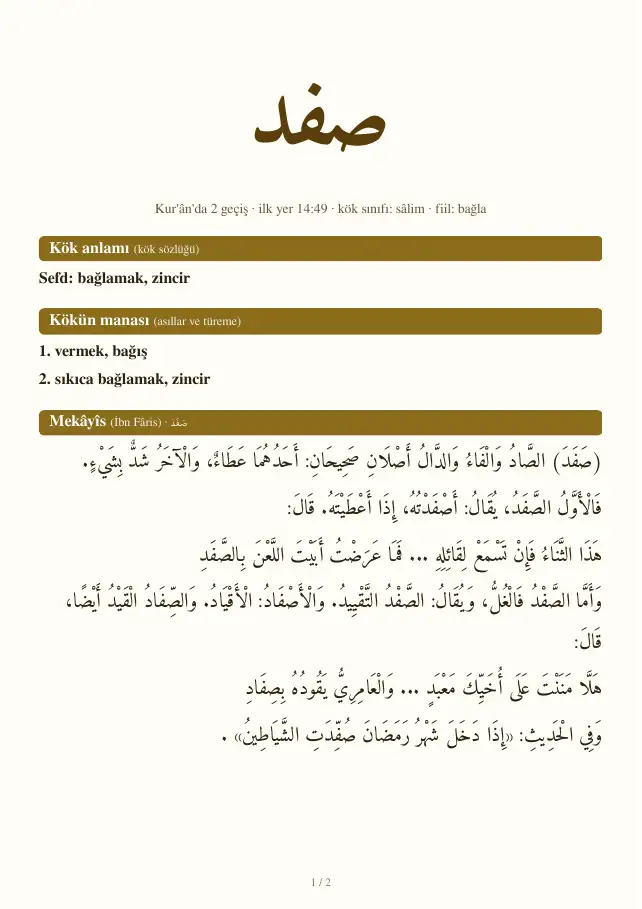 صفد
Kur'ân'da 2 geçiş · ilk yer 14:49 · kök sınıfı: sâlim · fiil: bağla
Kök anlamı (kök sözlüğü)
Sefd: bağlamak, zincir
Kökün manası (asıllar ve türeme)
1. vermek, bağış
2. sıkıca bağlamak, zincir
Mekâyîs (İbn Fâris) · صَفَدَ
(صَفَدَ) الصَّادُ وَالْفَاءُ وَالدَّالُ أَصْلَانِ صَحِيحَانِ: أَحَدُهُمَا عَطَاءٌ، وَالْآخَرُ شَدٌّ بِشَيْءٍ.
فَالْأَوَّلُ الصَّفَدُ، يُقَالُ: أَصْفَدْتُهُ، إِذَا أَعْطَيْتَهُ. قَالَ:
هَذَا الثَّنَاءُ فَإِنْ تَسْمَعْ لِقَائِلِهِ ... فَمَا عَرَضْتُ أَبَيْتَ اللَّعْنَ بِالصَّفَدِ
وَأَمَّا الصَّفْدُ فَالْغُلُّ، وَيُقَالُ: الصَّفْدُ التَّقْيِيدُ. وَالْأَصْفَادُ: الْأَقْيَادُ. وَالصِّفَادُ الْقَيْدُ أَيْضًا،
قَالَ:
هَلَّا مَنَنْتَ عَلَى أُخَيِّكَ مَعْبَدٍ ... وَالْعَامِرِيُّ يَقُودُهُ بِصِفَادِ
وَفِي الْحَدِيثِ: «إِذَا دَخَلَ شَهْرُ رَمَضَانَ صُفِّدَتِ الشَّيَاطِينُ» .
1 / 2